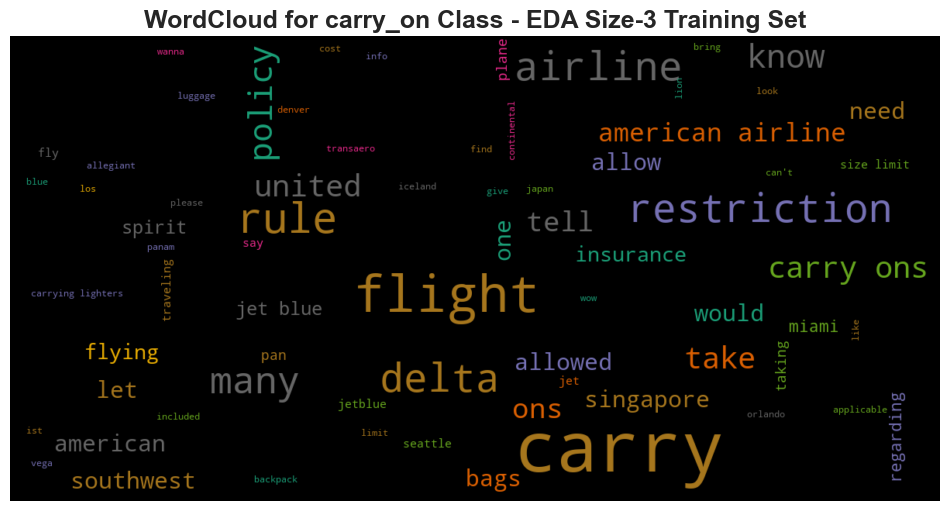 WordCloud for carry_on Class - EDA Size-3 Training Set
wanna
cost
info
policy
plane
airline
bring
know
luggage
denver
lion
look
need
continental
american airline
fly
transaero
find
allow
allegiant
can't
size limit
blue
los
united
iceland
give
japan
please
restriction
spirit
rule
say
one
tell
panam
insurance
carry ons
traveling
carrying lighters
flight
wow
jet blue
would
miami
like
flying
pan
allowed
take
taking
let
many
delta
jet
singapore
jetblue
ons
included
orlando
applicable
regarding
ist
american
limit
seattle
carry
vega
southwest
backpack
bags